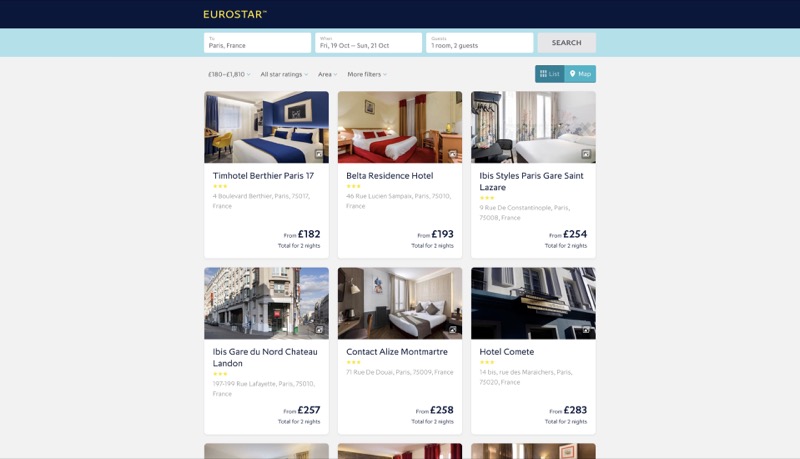 EUROSTAR™
To
Paris, France
When
Fri, 19 Oct – Sun, 21 Oct
Guests
1 room, 2 guests
SEARCH
£180–£1,810
All star ratings
Area
More filters
List
Map
Timhotel Berthier Paris 17
4 Boulevard Berthier, Paris, 75017,
France
From £182
Total for 2 nights
Belta Residence Hotel
46 Rue Lucien Sampaix, Paris, 75010,
France
From £193
Total for 2 nights
Ibis Styles Paris Gare Saint
Lazare
9 Rue De Constantinople, Paris,
75008, France
From £254
Total for 2 nights
Ibis Gare du Nord Chateau
Landon
197-199 Rue Lafayette, Paris, 75010,
France
From £257
Total for 2 nights
Contact Alize Montmartre
71 Rue De Douai, Paris, 75009, France
From £258
Total for 2 nights
Hotel Comete
14 bis, rue des Maraichers, Paris,
75020, France
From £283
Total for 2 nights